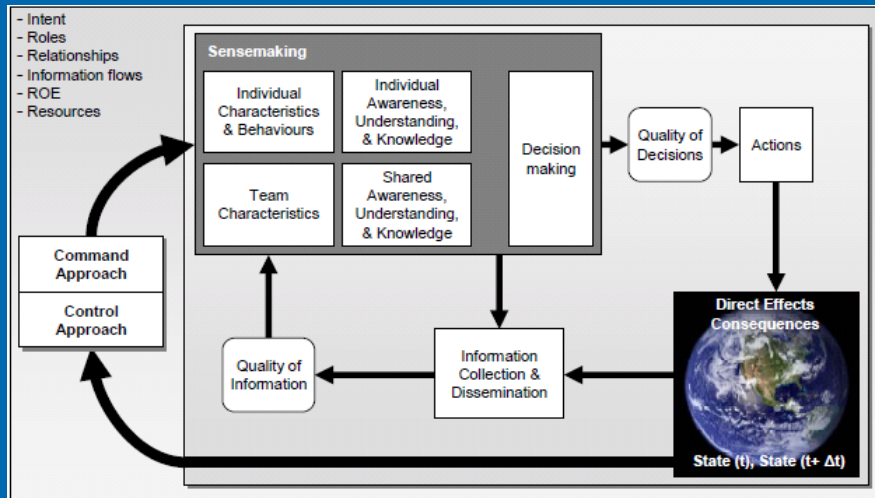 - Intent
- Roles
- Relationships
- Information flows
- ROE
- Resources
Sensemaking
Individual
Characteristics
& Behaviours
Individual
Awareness,
Understanding,
& Knowledge
Team
Characteristics
Shared
Awareness,
Understanding,
& Knowledge
Decision
making
Quality of
Decisions
Actions
Command
Approach
Control
Approach
Quality of
Information
Information
Collection &
Dissemination
Direct Effects
Consequences
State (t), State (t+ Δt)